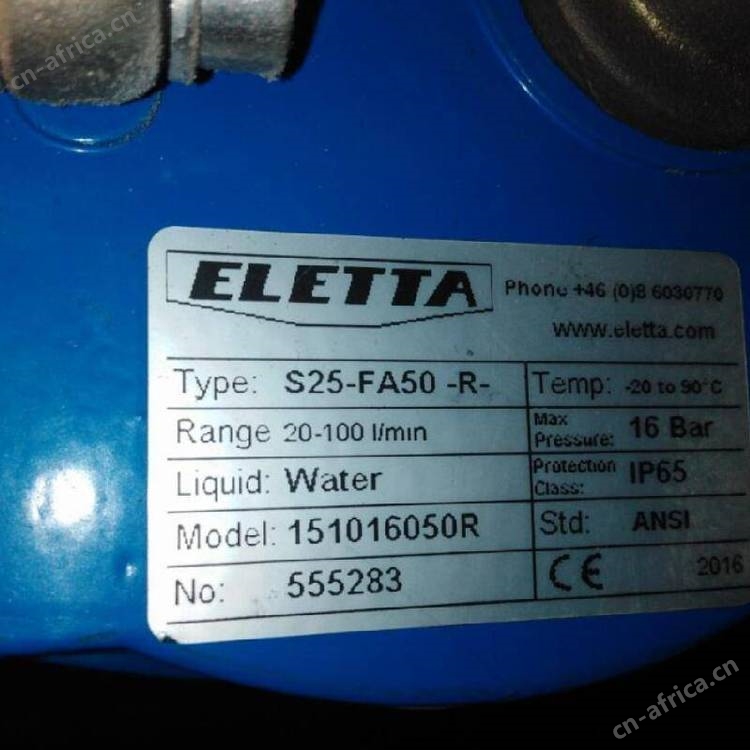 cn-africa.cn
ELETTA
Phone +46 (0)8 6030770
www.eletta.com
Type: S25-FA50 -R-
Temp: -20 to 90°C
Range 20-100 l/min
Max Pressure: 16 Bar
Liquid: Water
Protection Class: IP65
Model: 151016050R
Std: ANSI
No: 555283
CE 2016
cn-africa.cn